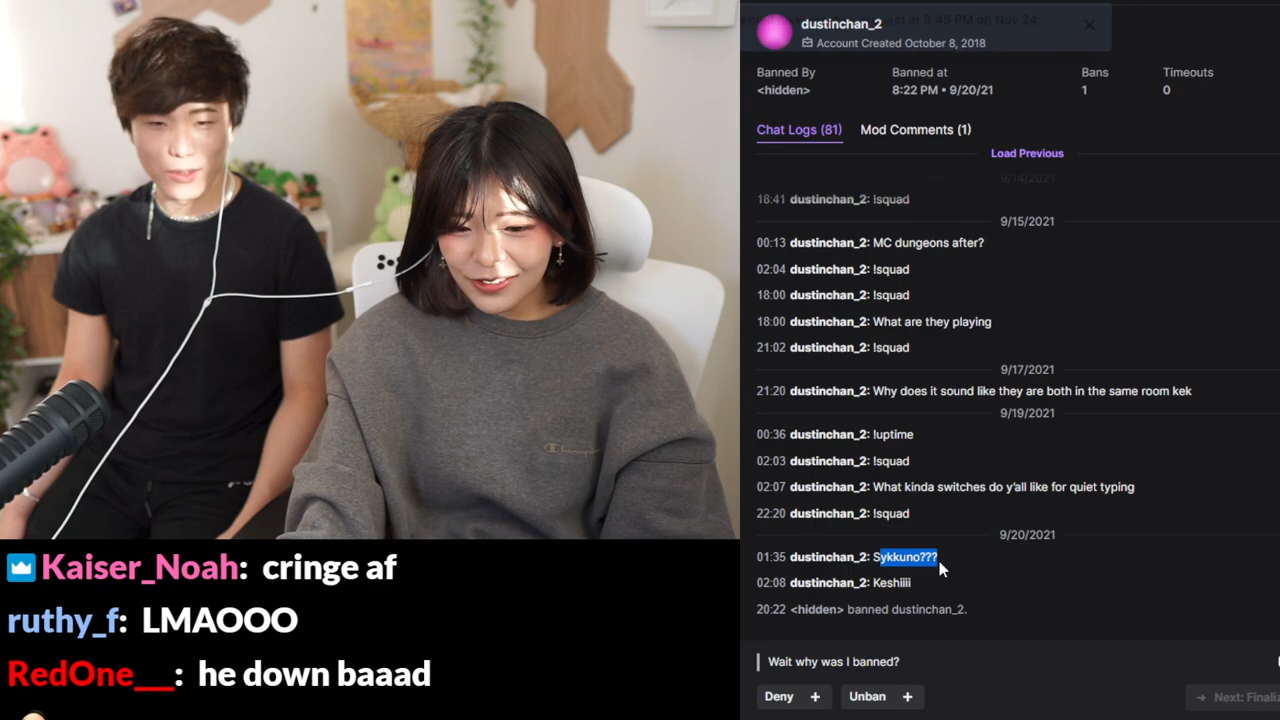 dustinchan_2
Account Created October 8, 2018
Banned By
<hidden>
Banned at
8:22 PM • 9/20/21
Bans
1
Timeouts
0
Chat Logs (81)
Mod Comments (1)
Load Previous
9/14/2021
18:41 dustinchan_2: !squad
9/15/2021
00:13 dustinchan_2: MC dungeons after?
02:04 dustinchan_2: !squad
18:00 dustinchan_2: !squad
18:00 dustinchan_2: What are they playing
21:02 dustinchan_2: !squad
9/17/2021
21:20 dustinchan_2: Why does it sound like they are both in the same room kek
9/19/2021
00:36 dustinchan_2: !uptime
02:03 dustinchan_2: !squad
02:07 dustinchan_2: What kinda switches do y'all like for quiet typing
22:20 dustinchan_2: !squad
9/20/2021
01:35 dustinchan_2: Sykkuno???
02:08 dustinchan_2: Keshiiii
20:22 <hidden> banned dustinchan_2.
Wait why was I banned?
Deny +
Unban +
→ Next:
Kaiser_Noah: cringe af
ruthy_f: LMAOOO
RedOne__: he down baaad